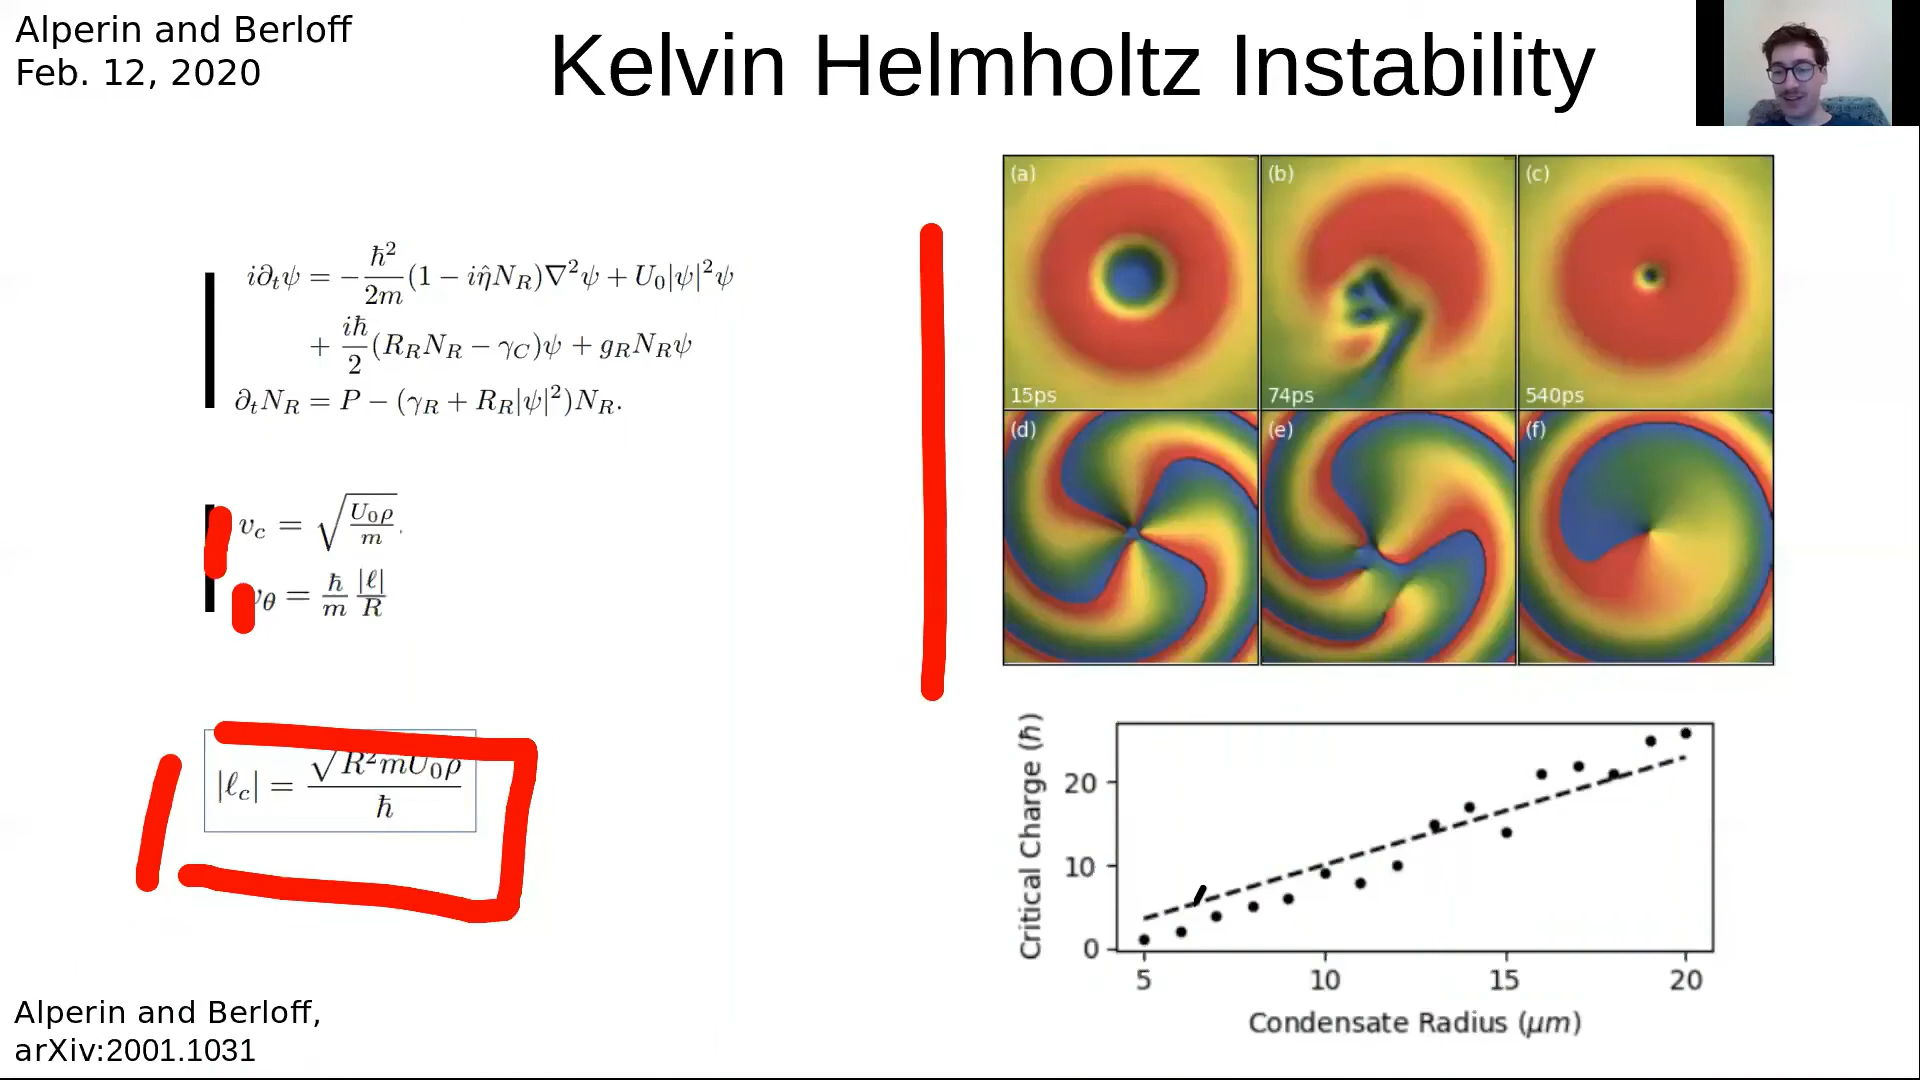 Alperin and Berloff
Feb. 12, 2020
Kelvin Helmholtz Instability
i∂ₜψ = −ħ²/2m (1 − iη̂N_R)∇²ψ + U₀|ψ|²ψ
+ iħ/2 (R_R N_R − γ_C)ψ + g_R N_R ψ
∂ₜN_R = P − (γ_R + R_R|ψ|²)N_R.
v_c = √(U₀ρ/m).
v_θ = ħ/m |ℓ|/R
|ℓ_c| = √(R²mU₀ρ)/ħ
(a) (b) (c)
15ps 74ps 540ps
(d) (e) (f)
Critical Charge (ħ)
20
10
0
5 10 15 20
Condensate Radius (μm)
Alperin and Berloff,
arXiv:2001.1031